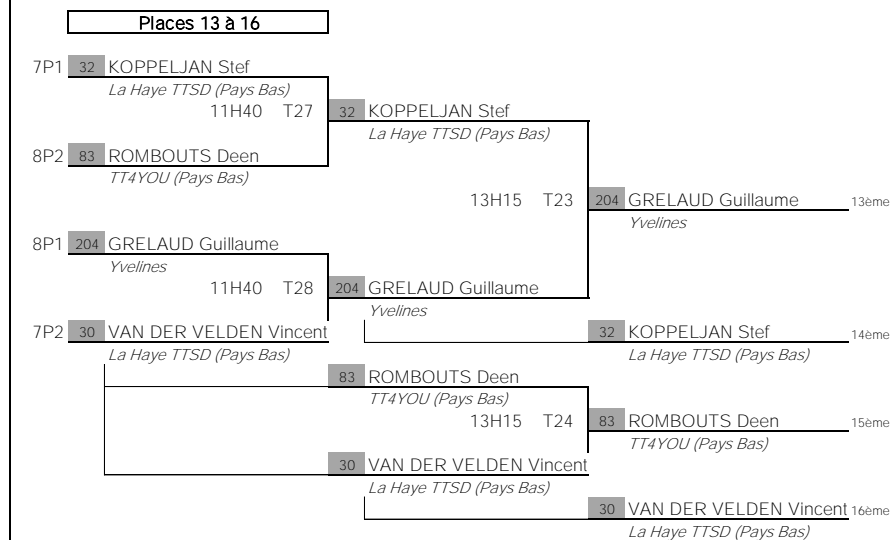 Places 13 à 16
7P1 32 KOPPELJAN Stef
La Haye TTSD (Pays Bas)
11H40 T27 32 KOPPELJAN Stef
La Haye TTSD (Pays Bas)
8P2 83 ROMBOUTS Deen
TT4YOU (Pays Bas)
13H15 T23 204 GRELAUD Guillaume 13ème
Yvelines
8P1 204 GRELAUD Guillaume
Yvelines
11H40 T28 204 GRELAUD Guillaume
Yvelines
7P2 30 VAN DER VELDEN Vincent 32 KOPPELJAN Stef 14ème
La Haye TTSD (Pays Bas) La Haye TTSD (Pays Bas)
83 ROMBOUTS Deen
TT4YOU (Pays Bas)
13H15 T24 83 ROMBOUTS Deen 15ème
TT4YOU (Pays Bas)
30 VAN DER VELDEN Vincent
La Haye TTSD (Pays Bas)
30 VAN DER VELDEN Vincent 16ème
La Haye TTSD (Pays Bas)